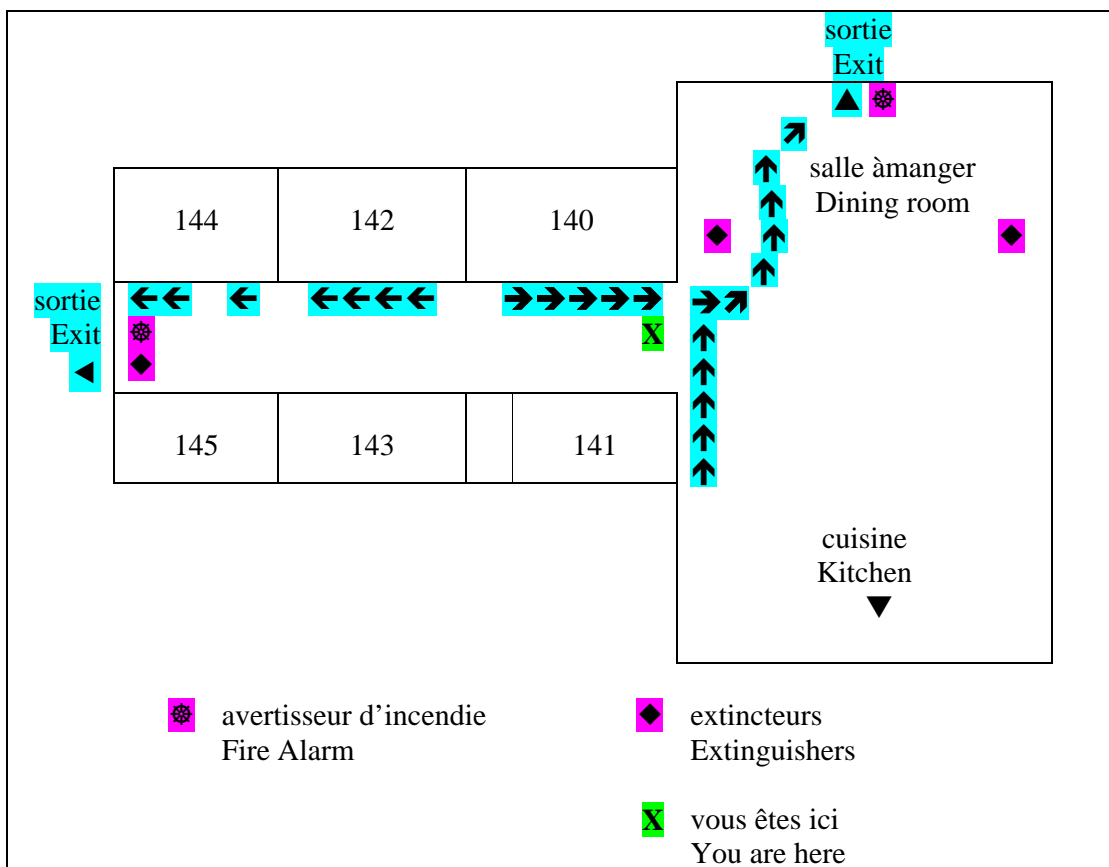 sortie
Exit
salle àmanger
Dining room
144
142
140
sortie
Exit
X
145
143
141
cuisine
Kitchen
avertisseur d'incendie
Fire Alarm
extincteurs
Extinguishers
X
vous êtes ici
You are here